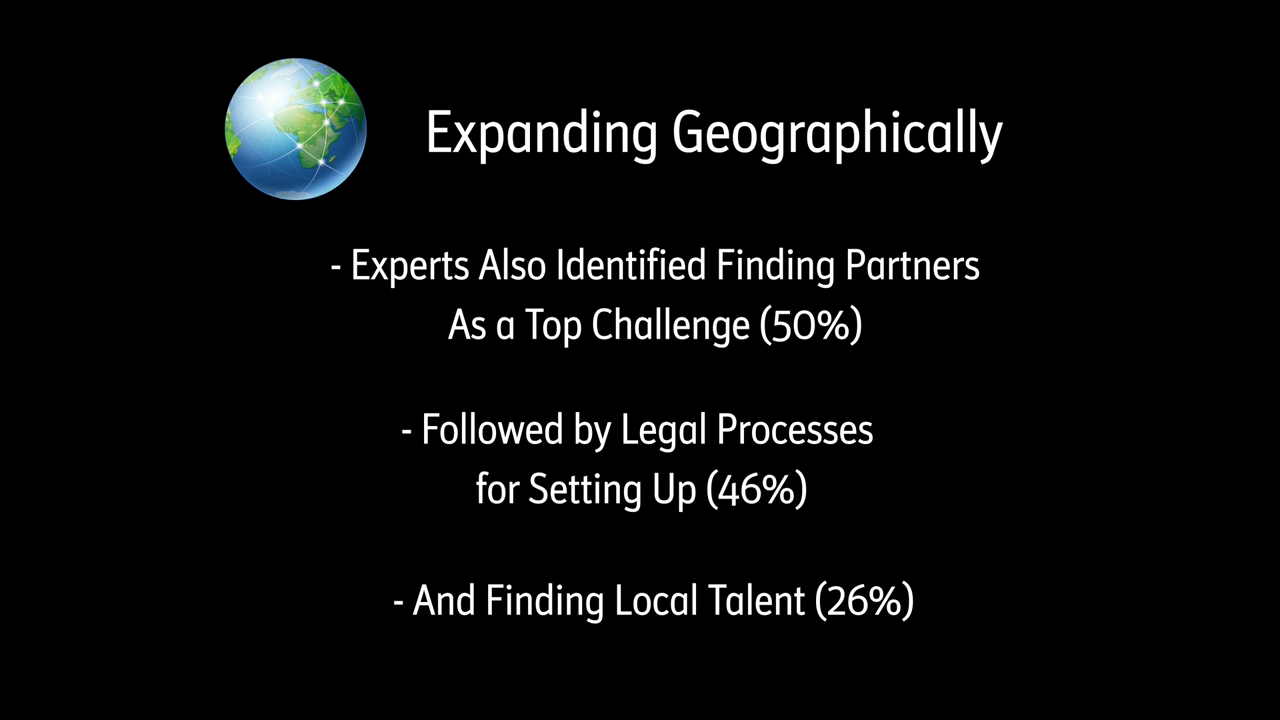 Expanding Geographically
- Experts Also Identified Finding Partners
As a Top Challenge (50%)
- Followed by Legal Processes
for Setting Up (46%)
- And Finding Local Talent (26%)